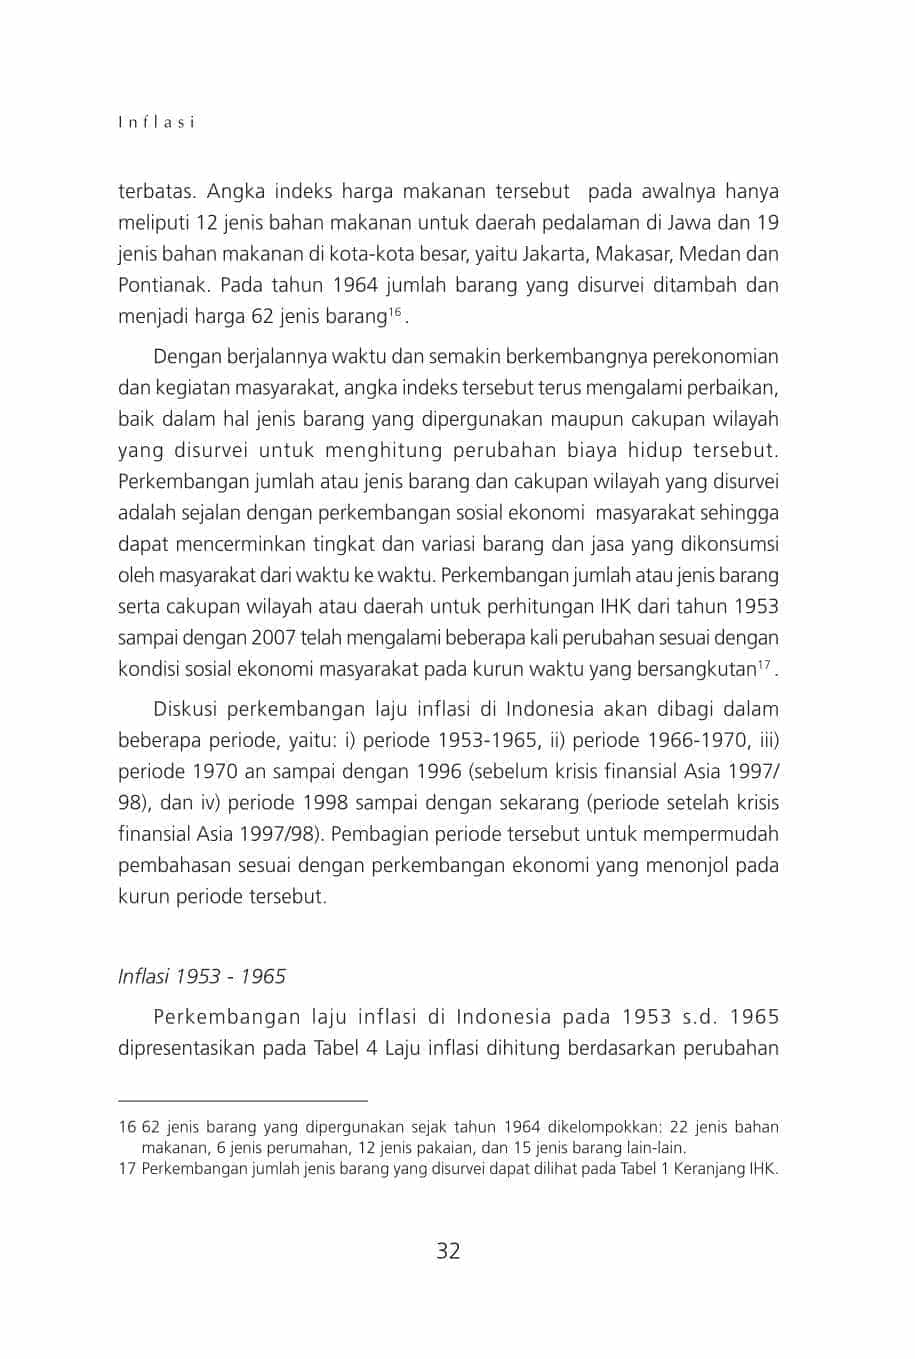 Inflasi
terbatas. Angka indeks harga makanan tersebut pada awalnya hanya
meliputi 12 jenis bahan makanan untuk daerah pedalaman di Jawa dan 19
jenis bahan makanan di kota-kota besar, yaitu Jakarta, Makasar, Medan dan
Pontianak. Pada tahun 1964 jumlah barang yang disurvei ditambah dan
menjadi harga 62 jenis barang16 .
Dengan berjalannya waktu dan semakin berkembangnya perekonomian
dan kegiatan masyarakat, angka indeks tersebut terus mengalami perbaikan,
baik dalam hal jenis barang yang dipergunakan maupun cakupan wilayah
yang disurvei untuk menghitung perubahan biaya hidup tersebut.
Perkembangan jumlah atau jenis barang dan cakupan wilayah yang disurvei
adalah sejalan dengan perkembangan sosial ekonomi masyarakat sehingga
dapat mencerminkan tingkat dan variasi barang dan jasa yang dikonsumsi
oleh masyarakat dari waktu ke waktu. Perkembangan jumlah atau jenis barang
serta cakupan wilayah atau daerah untuk perhitungan IHK dari tahun 1953
sampai dengan 2007 telah mengalami beberapa kali perubahan sesuai dengan
kondisi sosial ekonomi masyarakat pada kurun waktu yang bersangkutan17 .
Diskusi perkembangan laju inflasi di Indonesia akan dibagi dalam
beberapa periode, yaitu: i) periode 1953-1965, ii) periode 1966-1970, iii)
periode 1970 an sampai dengan 1996 (sebelum krisis finansial Asia 1997/
98), dan iv) periode 1998 sampai dengan sekarang (periode setelah krisis
finansial Asia 1997/98). Pembagian periode tersebut untuk mempermudah
pembahasan sesuai dengan perkembangan ekonomi yang menonjol pada
kurun periode tersebut.
Inflasi 1953 - 1965
Perkembangan laju inflasi di Indonesia pada 1953 s.d. 1965
dipresentasikan pada Tabel 4 Laju inflasi dihitung berdasarkan perubahan
16 62 jenis barang yang dipergunakan sejak tahun 1964 dikelompokkan: 22 jenis bahan
makanan, 6 jenis perumahan, 12 jenis pakaian, dan 15 jenis barang lain-lain.
17 Perkembangan jumlah jenis barang yang disurvei dapat dilihat pada Tabel 1 Keranjang IHK.
32